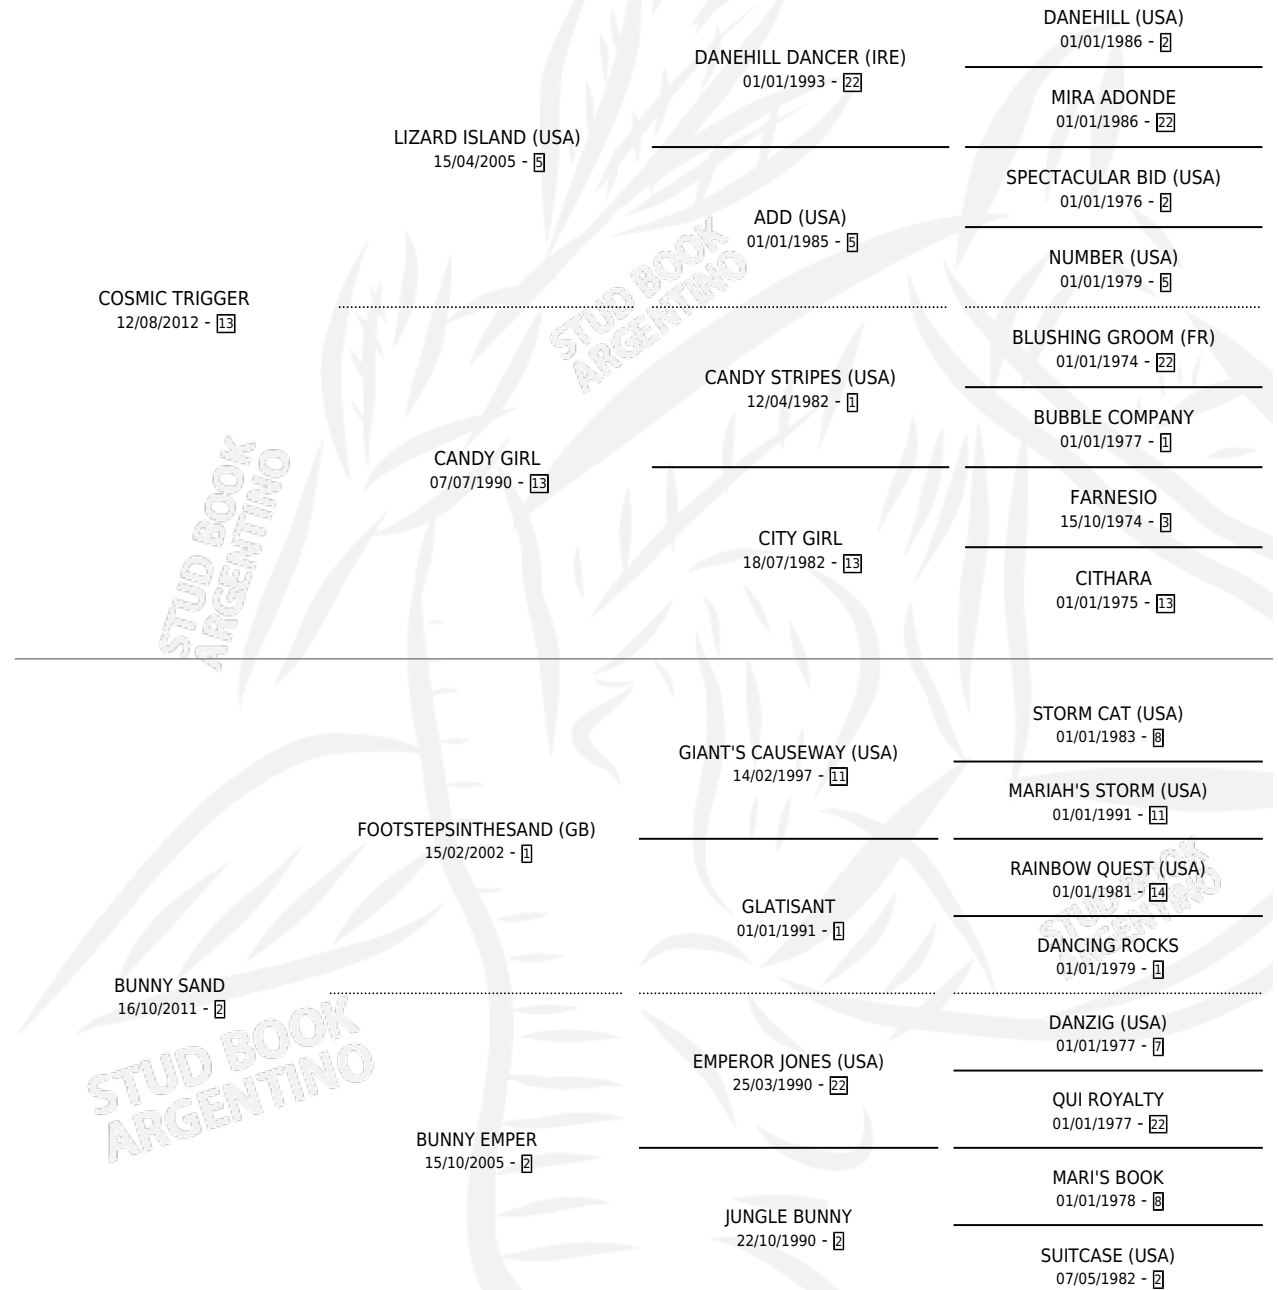 DANEHILL (USA)
01/01/1986 - 2
DANEHILL DANCER (IRE)
01/01/1993 - 22
MIRA ADONDE
01/01/1986 - 22
LIZARD ISLAND (USA)
15/04/2005 - 5
SPECTACULAR BID (USA)
01/01/1976 - 2
ADD (USA)
01/01/1985 - 5
NUMBER (USA)
01/01/1979 - 5
COSMIC TRIGGER
12/08/2012 - 13
STUD BOOK
ARGENTINO
BLUSHING GROOM (FR)
01/01/1974 - 22
CANDY STRIPES (USA)
12/04/1982 - 1
BUBBLE COMPANY
01/01/1977 - 1
CANDY GIRL
07/07/1990 - 13
FARNESIO
15/10/1974 - 3
CITY GIRL
18/07/1982 - 13
CITHARA
01/01/1975 - 13
STUD BOOK
ARGENTINO
STORM CAT (USA)
01/01/1983 - 8
GIANT'S CAUSEWAY (USA)
14/02/1997 - 11
MARIAH'S STORM (USA)
01/01/1991 - 11
FOOTSTEPSINTHESAND (GB)
15/02/2002 - 1
RAINBOW QUEST (USA)
01/01/1981 - 14
GLATISANT
01/01/1991 - 1
STUD BOOK
ARGENTINO
DANCING ROCKS
01/01/1979 - 1
BUNNY SAND
16/10/2011 - 2
STUD BOOK
ARGENTINO
DANZIG (USA)
01/01/1977 - 7
EMPEROR JONES (USA)
25/03/1990 - 22
QUI ROYALTY
01/01/1977 - 22
BUNNY EMPER
15/10/2005 - 2
MARI'S BOOK
01/01/1978 - 8
JUNGLE BUNNY
22/10/1990 - 2
SUITCASE (USA)
07/05/1982 - 2